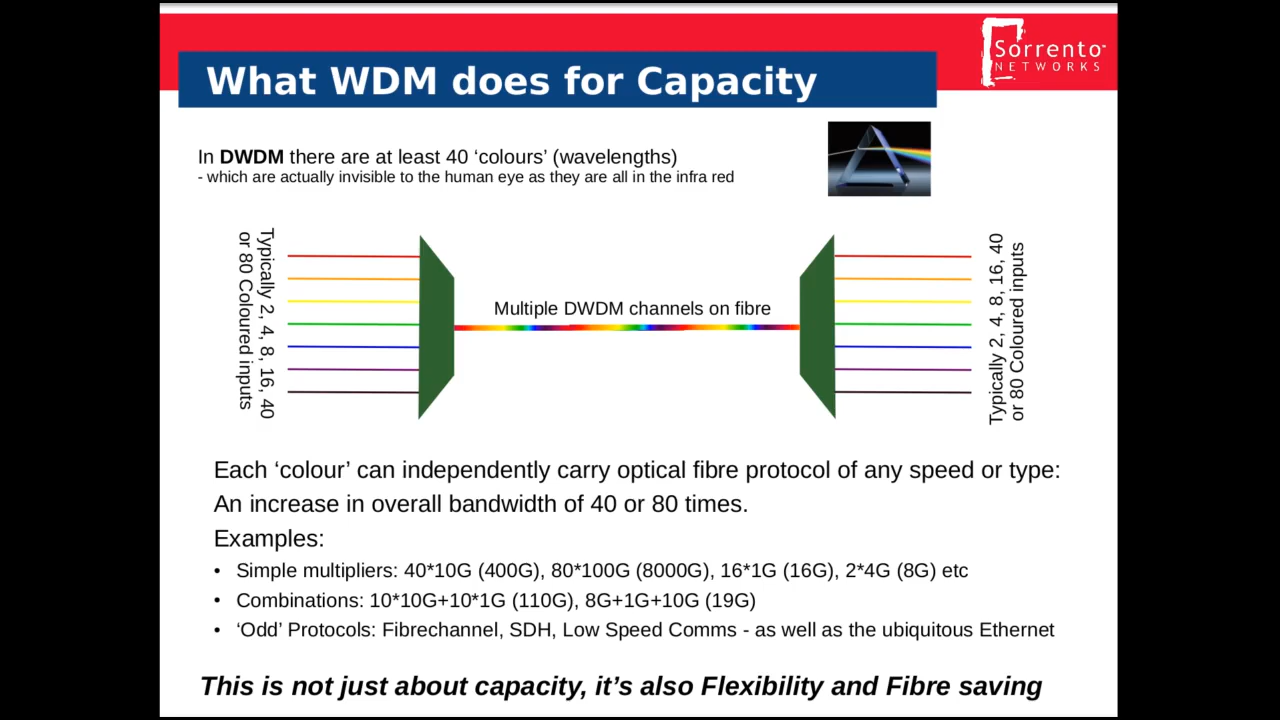 Sorrento
NETWORKS
What WDM does for Capacity
In DWDM there are at least 40 ‘colours’ (wavelengths)
- which are actually invisible to the human eye as they are all in the infra red
Typically 2, 4, 8, 16, 40
or 80 Coloured inputs
Multiple DWDM channels on fibre
Typically 2, 4, 8, 16, 40
or 80 Coloured inputs
Each ‘colour’ can independently carry optical fibre protocol of any speed or type:
An increase in overall bandwidth of 40 or 80 times.
Examples:
• Simple multipliers: 40*10G (400G), 80*100G (8000G), 16*1G (16G), 2*4G (8G) etc
• Combinations: 10*10G+10*1G (110G), 8G+1G+10G (19G)
• ‘Odd’ Protocols: Fibrechannel, SDH, Low Speed Comms - as well as the ubiquitous Ethernet
This is not just about capacity, it’s also Flexibility and Fibre saving